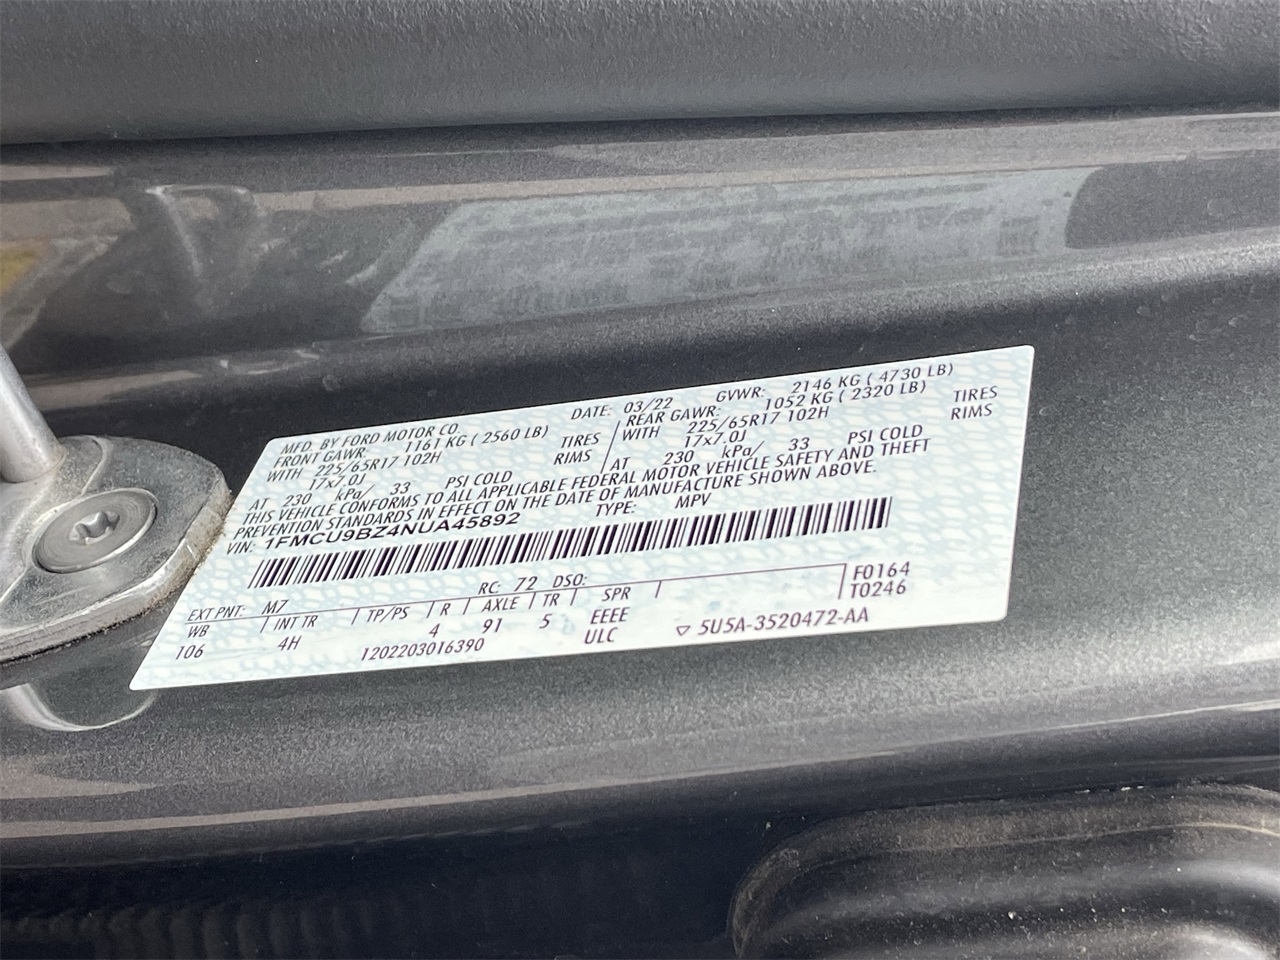 MFD. BY FORD MOTOR CO.
DATE: 03/22 GVWR: 2146 KG ( 4730 LB)
FRONT GAWR: 1161 KG ( 2560 LB) REAR GAWR: 1052 KG ( 2320 LB)
WITH 225/65R17 102H TIRES WITH 225/65R17 102H TIRES
17x7.0J RIMS 17x7.0J RIMS
AT 230 kPa/ 33 PSI COLD AT 230 kPa/ 33 PSI COLD
THIS VEHICLE CONFORMS TO ALL APPLICABLE FEDERAL MOTOR VEHICLE SAFETY AND THEFT
PREVENTION STANDARDS IN EFFECT ON THE DATE OF MANUFACTURE SHOWN ABOVE.
VIN: 1FMCU9BZ4NUA45892 TYPE: MPV
EXT PNT: M7 RC: 72 DSO: F0164
WB INT TR TP/PS R AXLE TR SPR T0246
106 4H 4 91 5 EEEE
1202203016390 ULC ▽ 5U5A-3520472-AA